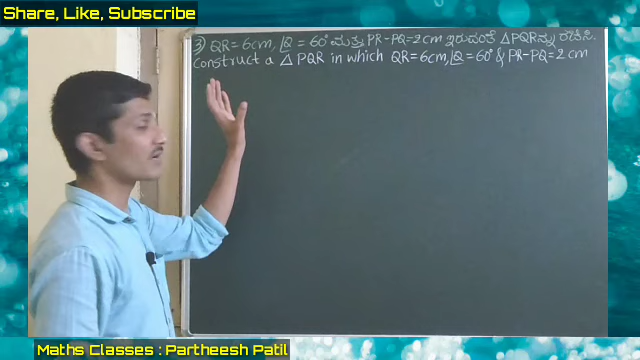 Share, Like, Subscribe
3) QR = 6cm, ∠Q = 60° ಮತ್ತು PR - PQ = 2 cm ಇರುವಂತೆ △PQRನ್ನು ರಚಿಸಿ.
Construct a △ PQR in which QR = 6cm, ∠Q = 60° & PR-PQ = 2 cm
Maths Classes : Partheesh Patil